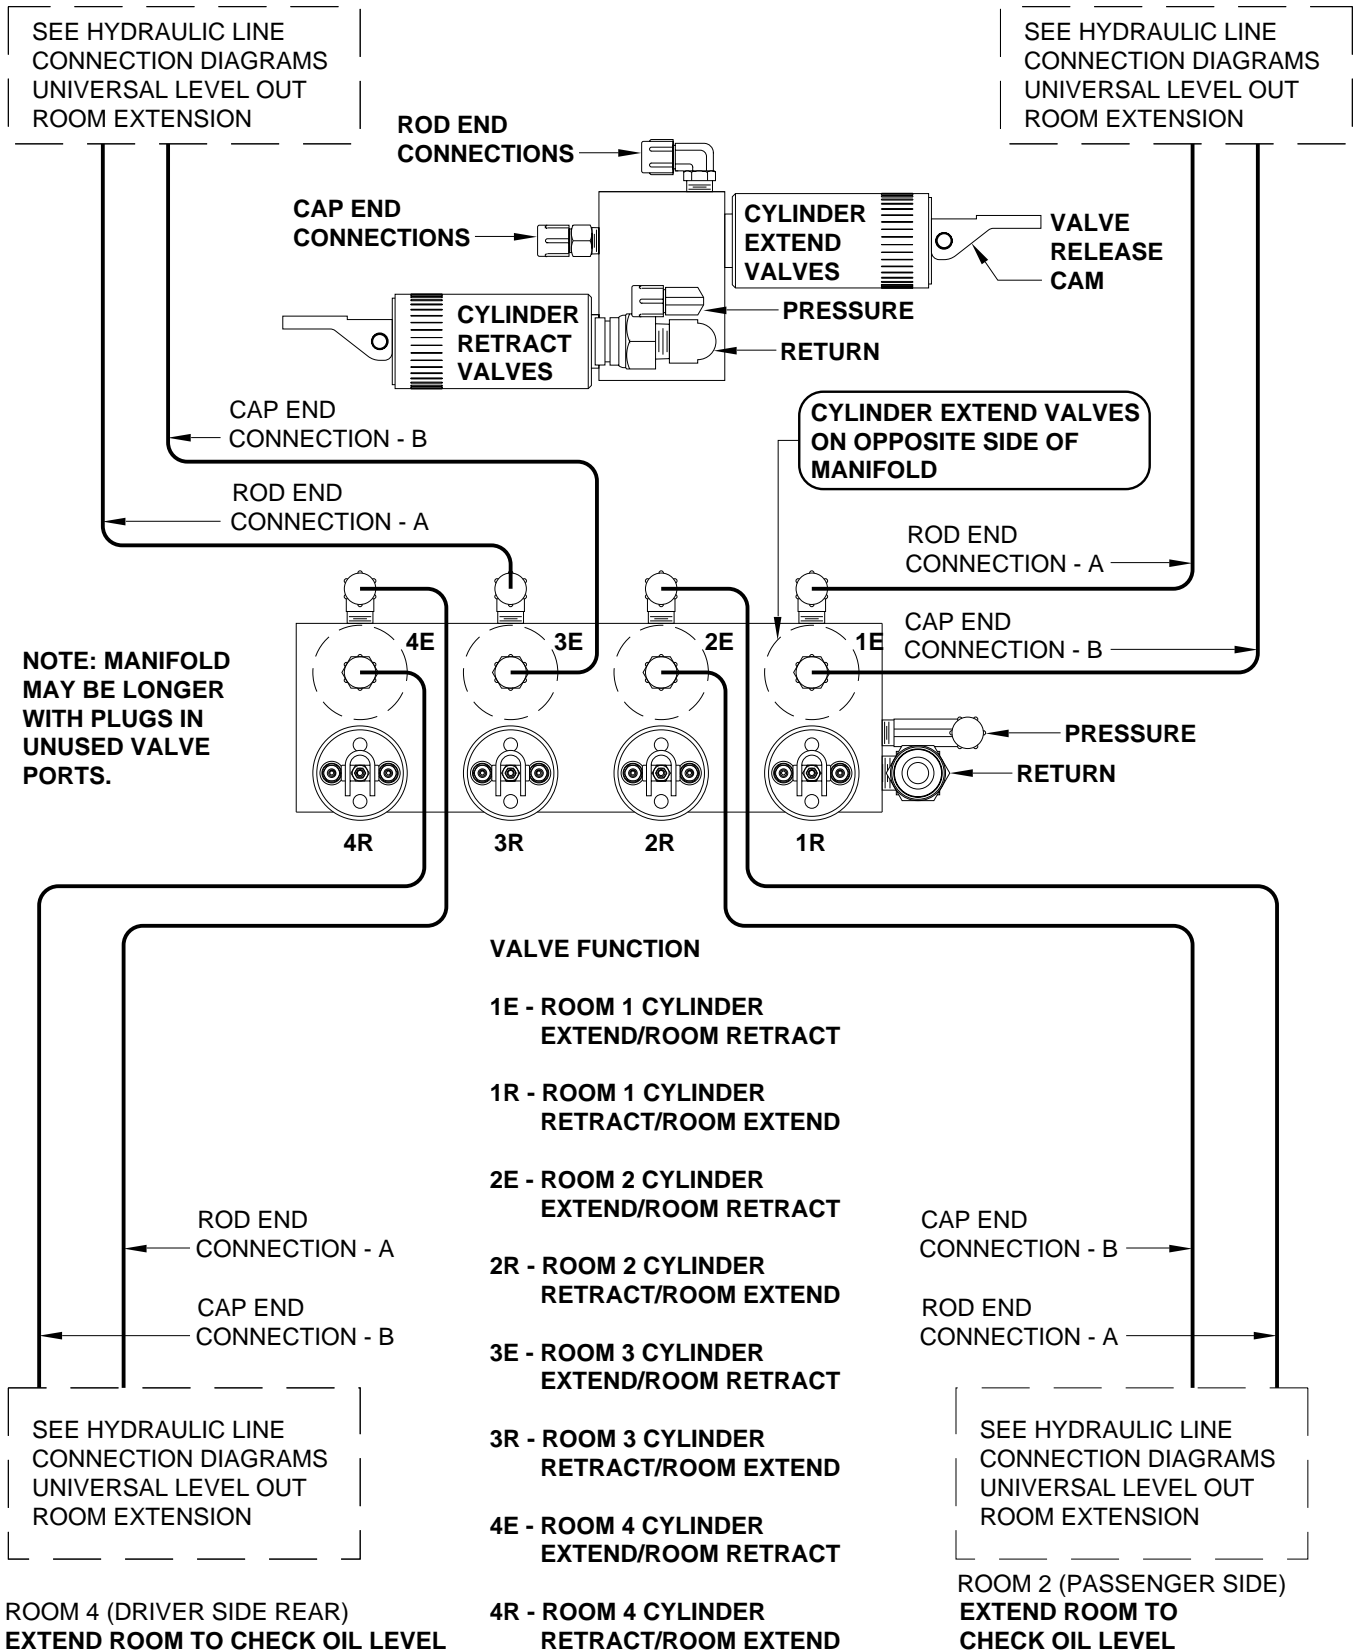 SEE HYDRAULIC LINE
CONNECTION DIAGRAMS
UNIVERSAL LEVEL OUT
ROOM EXTENSION
SEE HYDRAULIC LINE
CONNECTION DIAGRAMS
UNIVERSAL LEVEL OUT
ROOM EXTENSION
ROD END
CONNECTIONS
CAP END
CONNECTIONS
CYLINDER
EXTEND
VALVES
VALVE
RELEASE
CAM
CYLINDER
RETRACT
VALVES
PRESSURE
RETURN
CAP END
CONNECTION - B
CYLINDER EXTEND VALVES
ON OPPOSITE SIDE OF
MANIFOLD
ROD END
CONNECTION - A
ROD END
CONNECTION - A
CAP END
CONNECTION - B
4E
3E
2E
1E
NOTE: MANIFOLD
MAY BE LONGER
WITH PLUGS IN
UNUSED VALVE
PORTS.
PRESSURE
RETURN
4R
3R
2R
1R
VALVE FUNCTION
1E - ROOM 1 CYLINDER
EXTEND/ROOM RETRACT
1R - ROOM 1 CYLINDER
RETRACT/ROOM EXTEND
2E - ROOM 2 CYLINDER
EXTEND/ROOM RETRACT
2R - ROOM 2 CYLINDER
RETRACT/ROOM EXTEND
3E - ROOM 3 CYLINDER
EXTEND/ROOM RETRACT
3R - ROOM 3 CYLINDER
RETRACT/ROOM EXTEND
4E - ROOM 4 CYLINDER
EXTEND/ROOM RETRACT
4R - ROOM 4 CYLINDER
RETRACT/ROOM EXTEND
ROD END
CONNECTION - A
CAP END
CONNECTION - B
CAP END
CONNECTION - B
ROD END
CONNECTION - A
SEE HYDRAULIC LINE
CONNECTION DIAGRAMS
UNIVERSAL LEVEL OUT
ROOM EXTENSION
SEE HYDRAULIC LINE
CONNECTION DIAGRAMS
UNIVERSAL LEVEL OUT
ROOM EXTENSION
ROOM 4 (DRIVER SIDE REAR)
EXTEND ROOM TO CHECK OIL LEVEL
ROOM 2 (PASSENGER SIDE)
EXTEND ROOM TO
CHECK OIL LEVEL